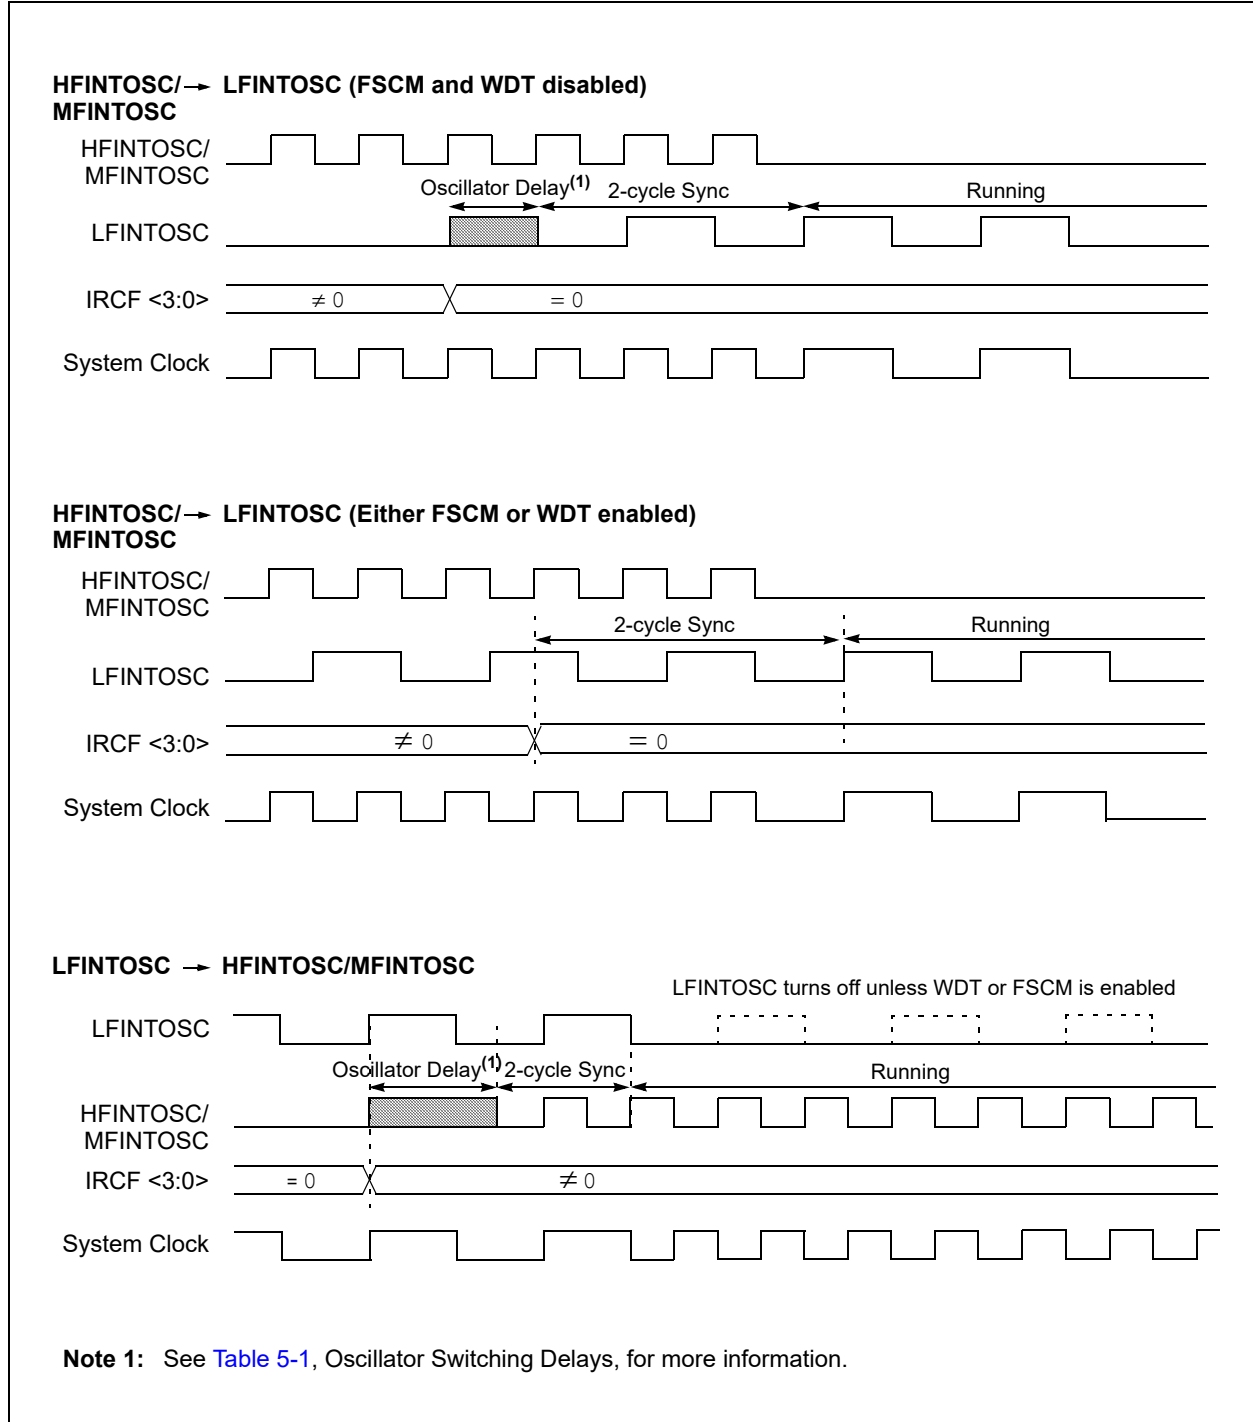 HFINTOSC/→ LFINTOSC (FSCM and WDT disabled)
MFINTOSC
HFINTOSC/
MFINTOSC
Oscillator Delay(1) 2-cycle Sync Running
LFINTOSC
IRCF <3:0> ≠ 0 = 0
System Clock
HFINTOSC/→ LFINTOSC (Either FSCM or WDT enabled)
MFINTOSC
HFINTOSC/
MFINTOSC
2-cycle Sync Running
LFINTOSC
IRCF <3:0> ≠ 0 = 0
System Clock
LFINTOSC → HFINTOSC/MFINTOSC
LFINTOSC turns off unless WDT or FSCM is enabled
LFINTOSC
Oscillator Delay(1) 2-cycle Sync Running
HFINTOSC/
MFINTOSC
IRCF <3:0> = 0 ≠ 0
System Clock
Note 1: See Table 5-1, Oscillator Switching Delays, for more information.